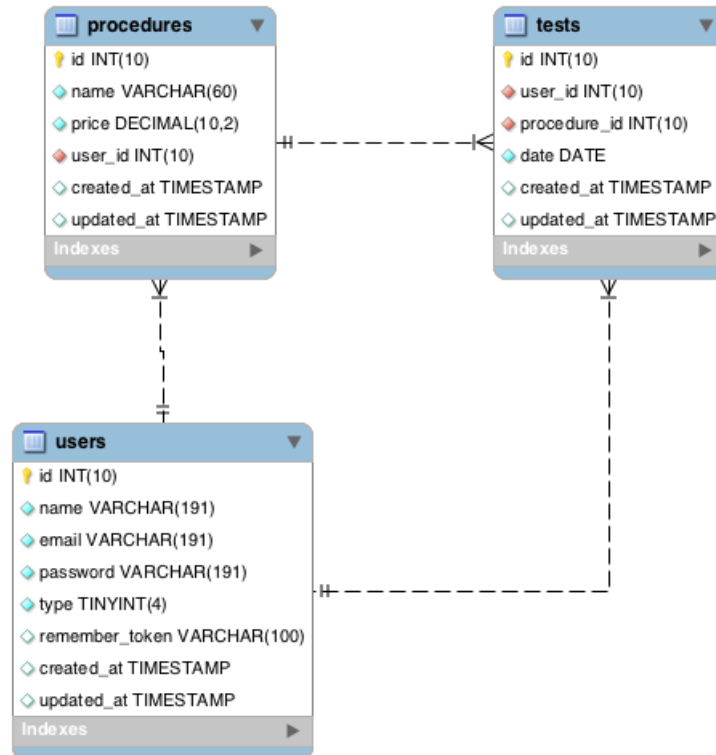 procedures
id INT(10)
name VARCHAR(60)
price DECIMAL(10,2)
user_id INT(10)
created_at TIMESTAMP
updated_at TIMESTAMP
Indexes
tests
id INT(10)
user_id INT(10)
procedure_id INT(10)
date DATE
created_at TIMESTAMP
updated_at TIMESTAMP
Indexes
users
id INT(10)
name VARCHAR(191)
email VARCHAR(191)
password VARCHAR(191)
type TINYINT(4)
remember_token VARCHAR(100)
created_at TIMESTAMP
updated_at TIMESTAMP
Indexes